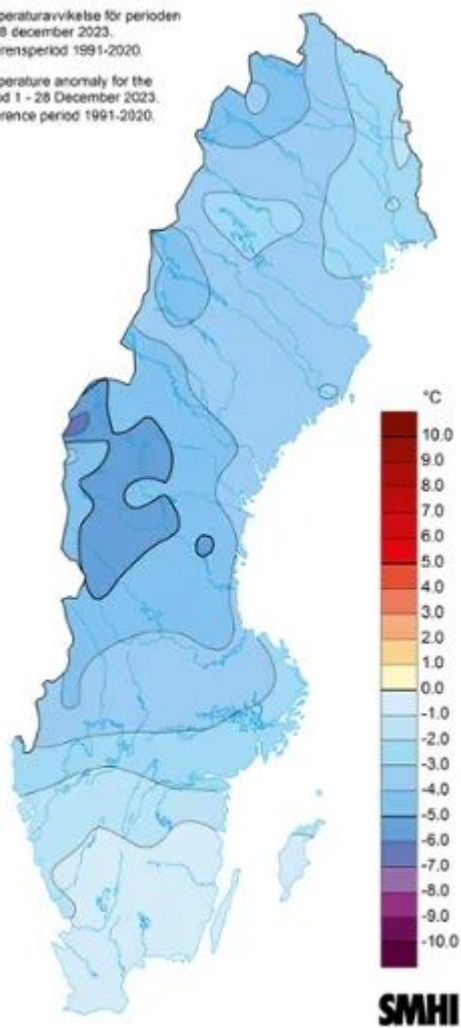 peraturavvikelse för perioden
8 december 2023.
erensperiod 1991-2020.
perature anomaly for the
d 1 - 28 December 2023.
erence period 1991-2020.
°C
10.0
9.0
8.0
7.0
6.0
5.0
4.0
3.0
2.0
1.0
0.0
-1.0
-2.0
-3.0
-4.0
-5.0
-6.0
-7.0
-8.0
-9.0
-10.0
SMHI